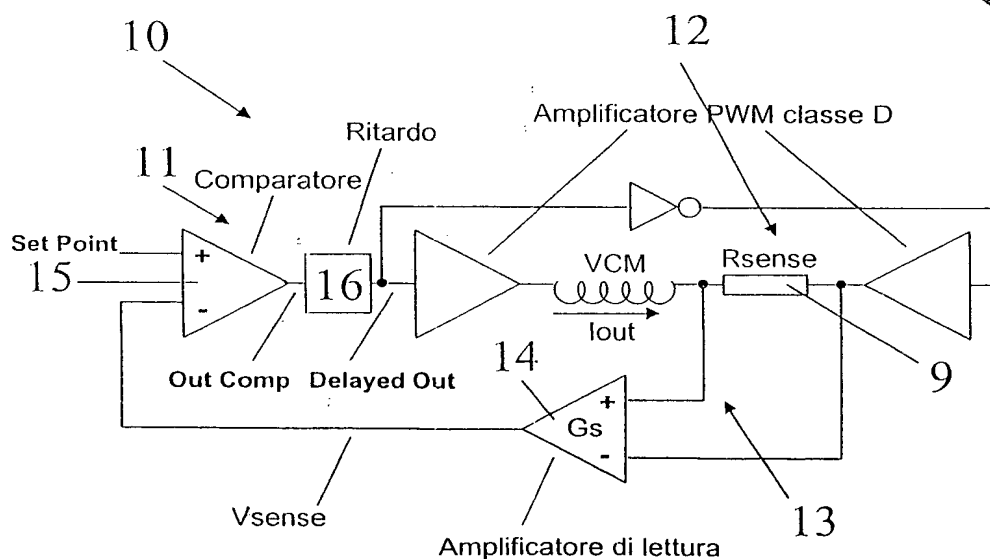 10
12
Ritardo
Amplificatore PWM classe D
11
Comparatore
Set Point
+
16
VCM
Rsense
15
-
Iout
Out Comp
Delayed Out
14
9
+
Gs
-
13
Vsense
Amplificatore di lettura